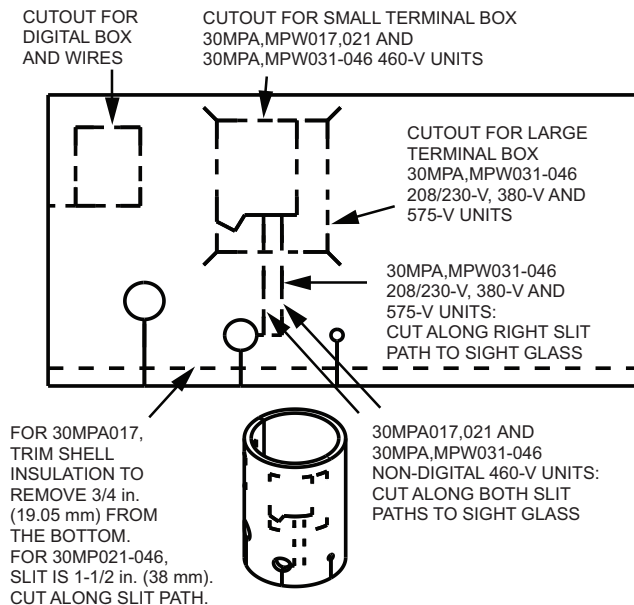 CUTOUT FOR
DIGITAL BOX
AND WIRES
CUTOUT FOR SMALL TERMINAL BOX
30MPA,MPW017,021 AND
30MPA,MPW031-046 460-V UNITS
CUTOUT FOR LARGE
TERMINAL BOX
30MPA,MPW031-046
208/230-V, 380-V AND
575-V UNITS
30MPA,MPW031-046
208/230-V, 380-V AND
575-V UNITS:
CUT ALONG RIGHT SLIT
PATH TO SIGHT GLASS
FOR 30MPA017,
TRIM SHELL
INSULATION TO
REMOVE 3/4 in.
(19.05 mm) FROM
THE BOTTOM.
FOR 30MP021-046,
SLIT IS 1-1/2 in. (38 mm).
CUT ALONG SLIT PATH.
30MPA017,021 AND
30MPA,MPW031-046
NON-DIGITAL 460-V UNITS:
CUT ALONG BOTH SLIT
PATHS TO SIGHT GLASS